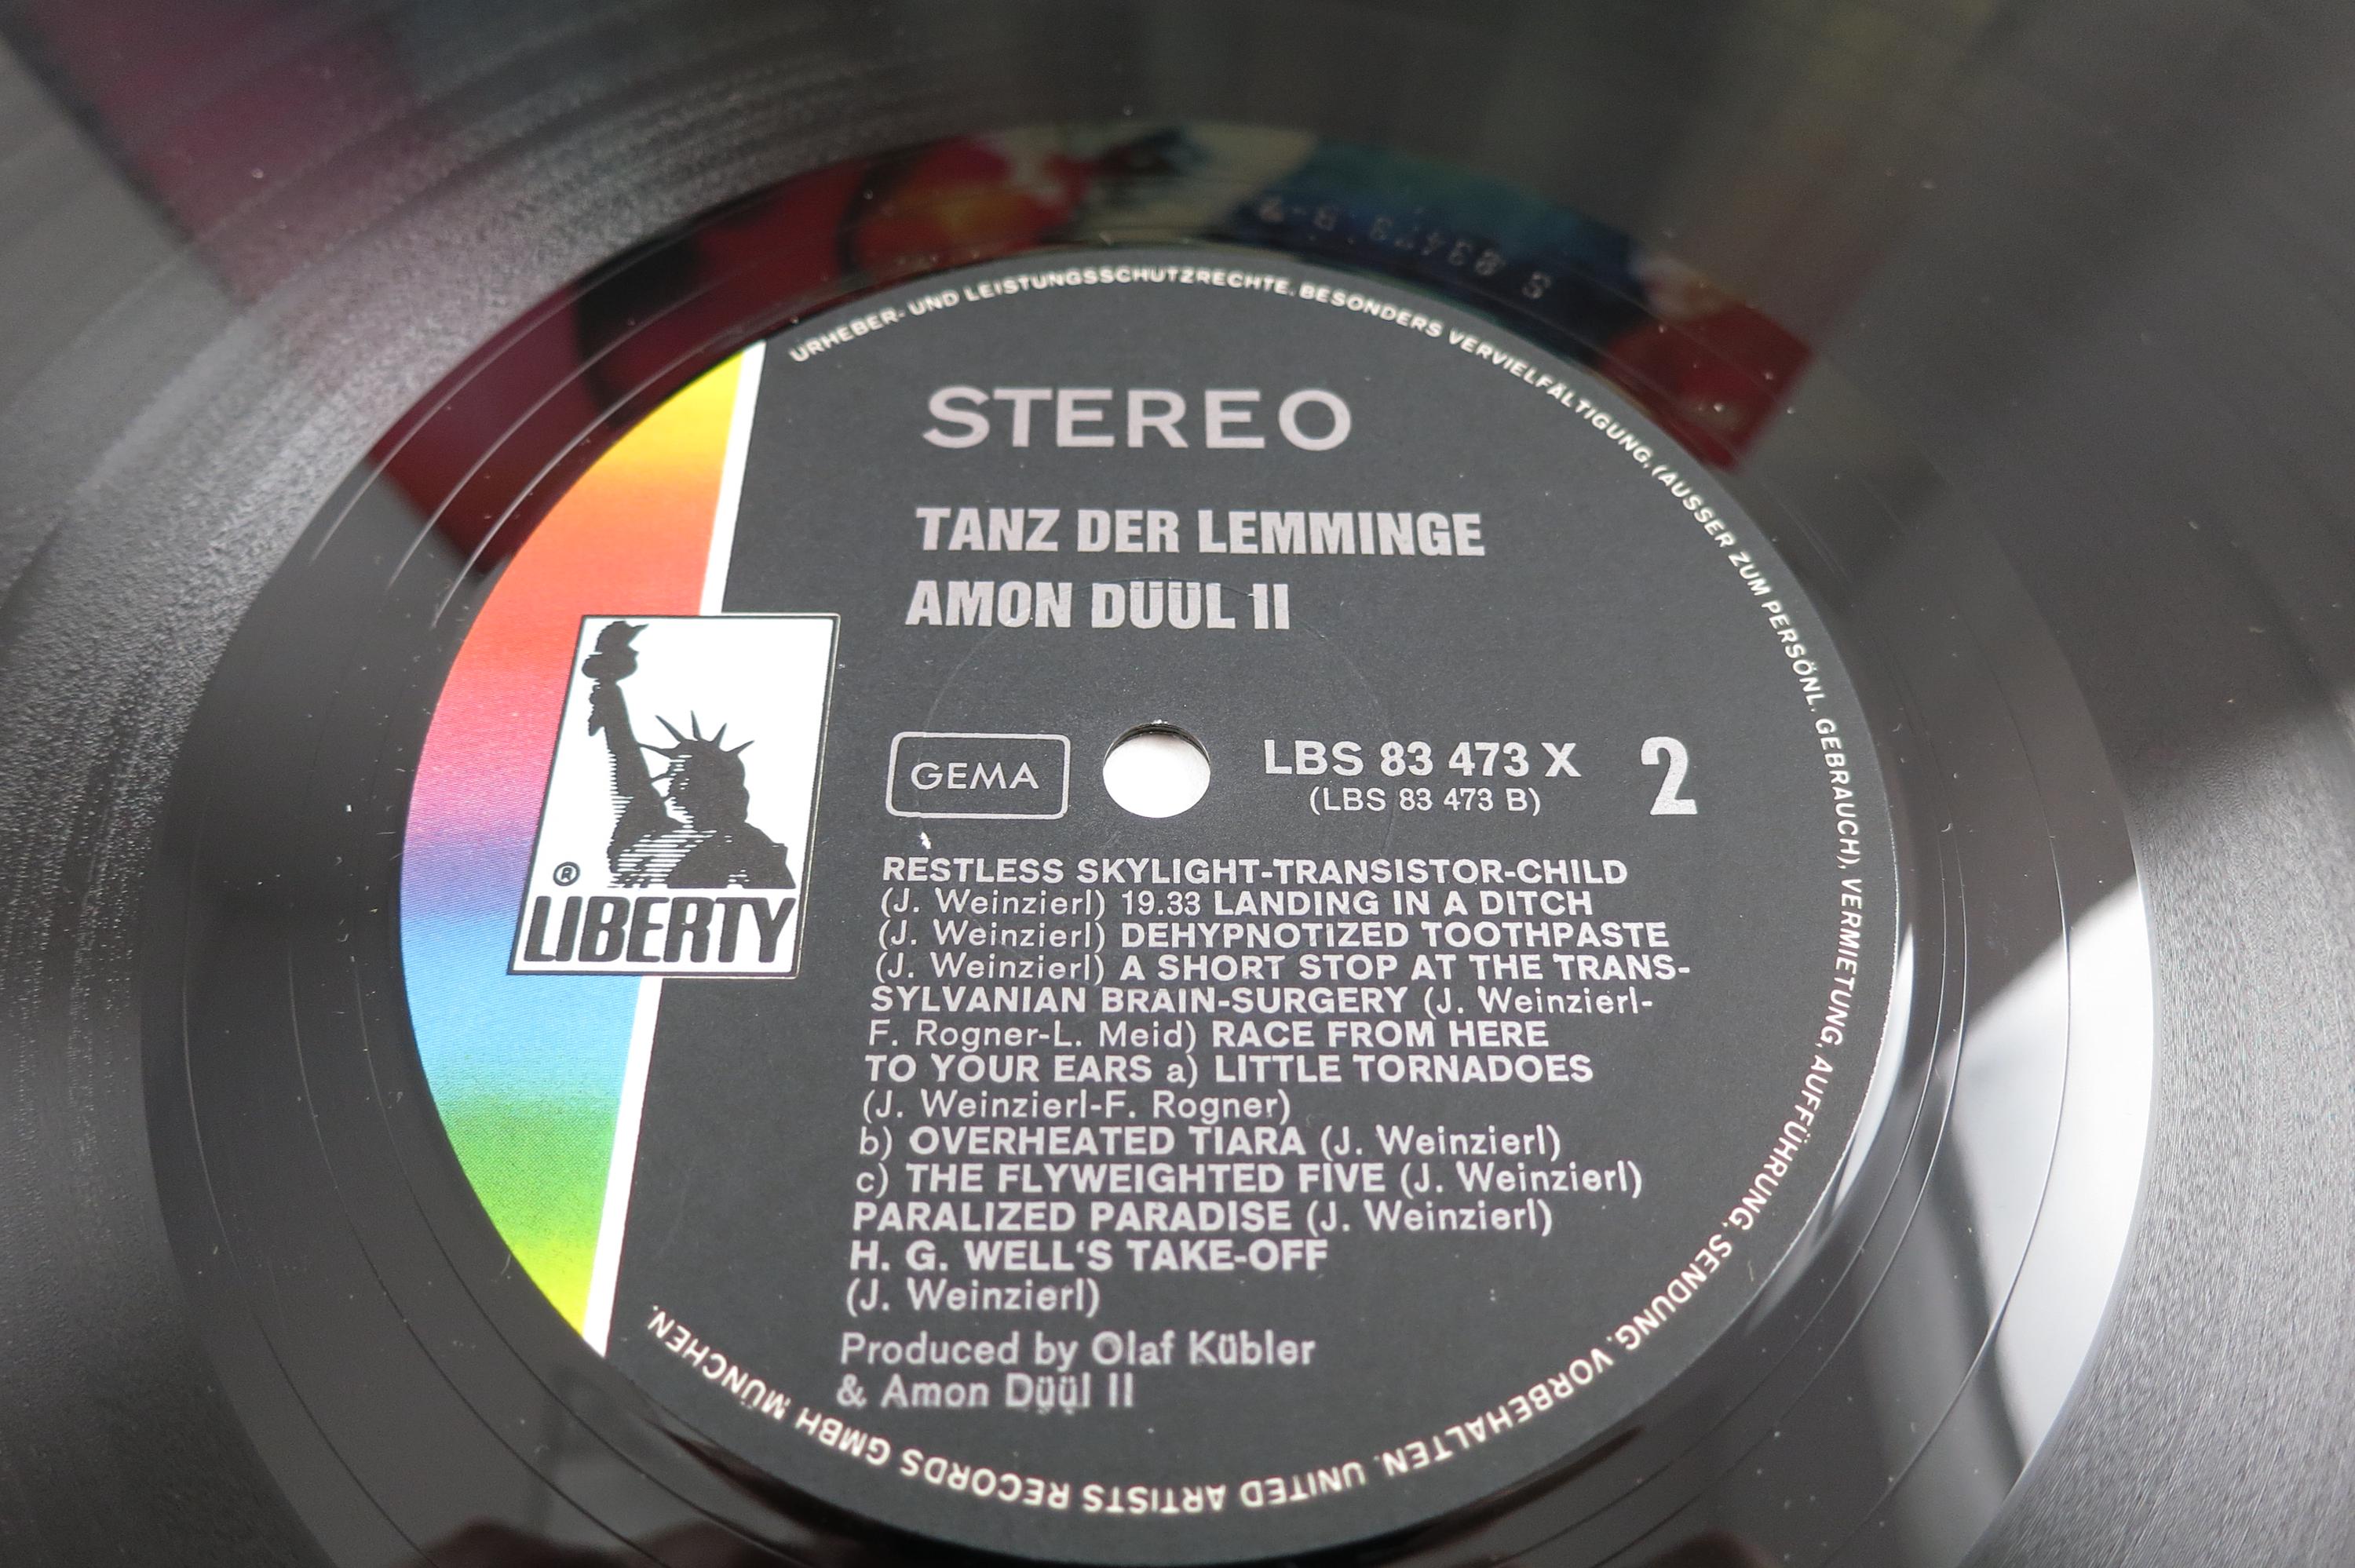 URHEBER- UND LEISTUNGSSCHUTZRECHTE, BESONDERS VERVIELFÄLTIGUNG, (AUSSER ZUM PERSÖNL. GEBRAUCH), VERMIETUNG, AUFFÜHRUNG, SENDUNG, VORBEHALTEN. UNITED ARTISTS RECORDS GMBH MÜNCHEN.
STEREO
TANZ DER LEMMINGE
AMON DÜÜL II
GEMA
LBS 83 473 X
(LBS 83 473 B)
2
®
LIBERTY
RESTLESS SKYLIGHT-TRANSISTOR-CHILD
(J. Weinzierl) 19.33 LANDING IN A DITCH
(J. Weinzierl) DEHYPNOTIZED TOOTHPASTE
(J. Weinzierl) A SHORT STOP AT THE TRANS-
SYLVANIAN BRAIN-SURGERY (J. Weinzierl-
F. Rogner-L. Meid) RACE FROM HERE
TO YOUR EARS a) LITTLE TORNADOES
(J. Weinzierl-F. Rogner)
b) OVERHEATED TIARA (J. Weinzierl)
c) THE FLYWEIGHTED FIVE (J. Weinzierl)
PARALIZED PARADISE (J. Weinzierl)
H. G. WELL‘S TAKE-OFF
(J. Weinzierl)
Produced by Olaf Kübler
& Amon Düül II